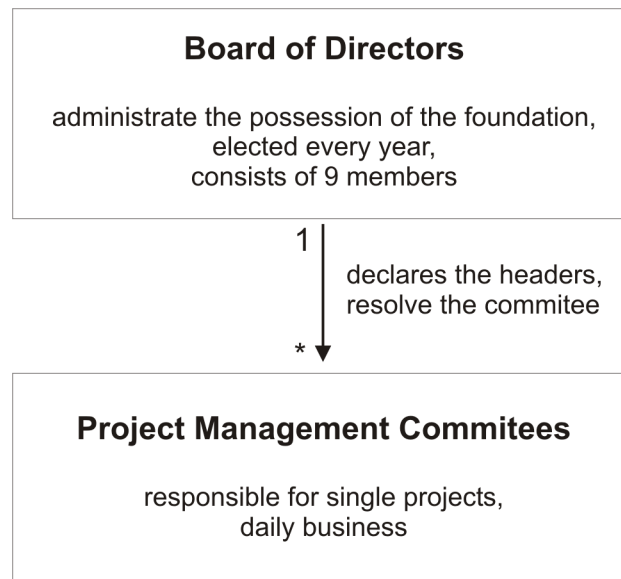 Board of Directors
administrate the possession of the foundation,
elected every year,
consists of 9 members
1
declares the headers,
resolve the commitee
*
Project Management Commitees
responsible for single projects,
daily business